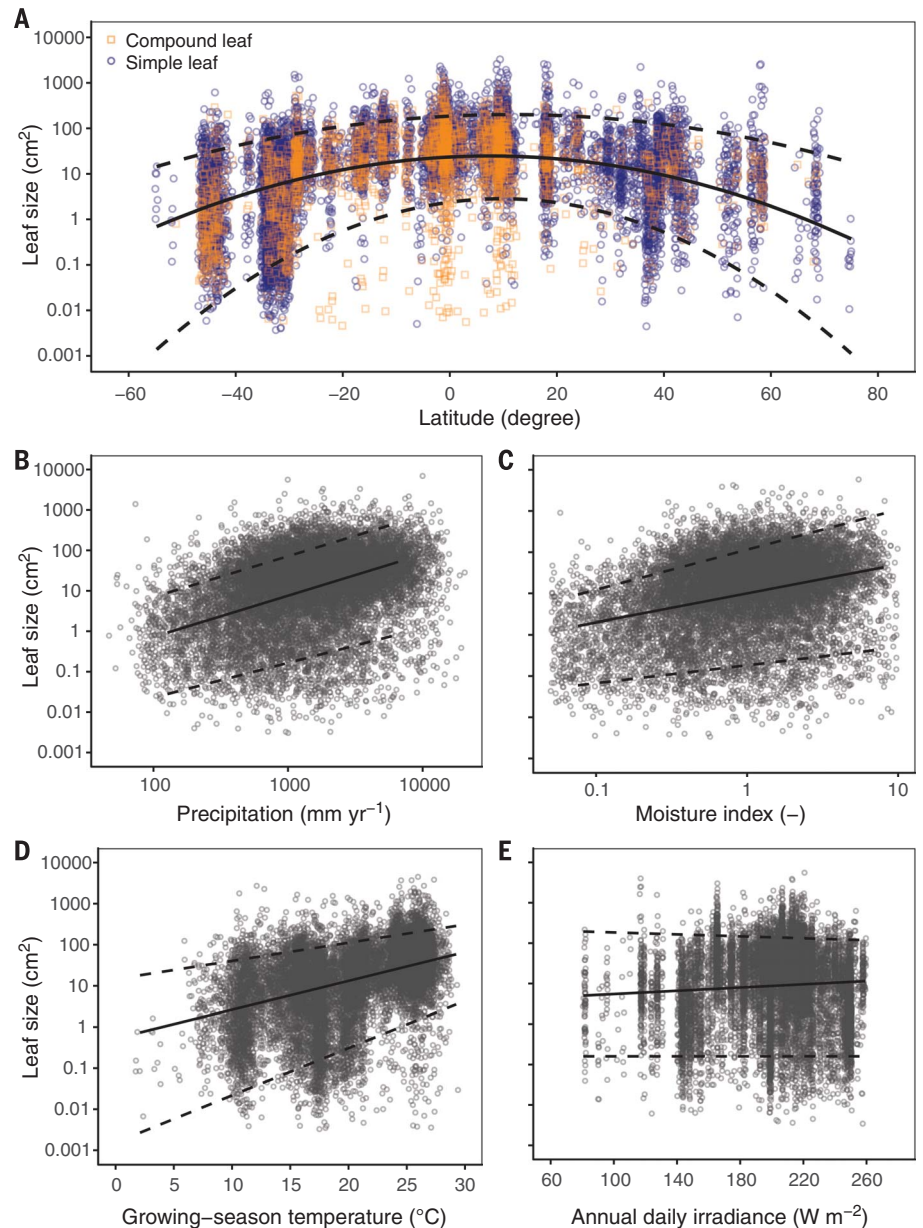 A
10000
1000
100
10
1
0.1
0.01
0.001
Leaf size (cm²)
Compound leaf
Simple leaf
−60 −40 −20 0 20 40 60 80
Latitude (degree)
B
10000
1000
100
10
1
0.1
0.01
0.001
Leaf size (cm²)
100 1000 10000
Precipitation (mm yr⁻¹)
C
0.1 1 10
Moisture index (−)
D
10000
1000
100
10
1
0.1
0.01
0.001
Leaf size (cm²)
0 5 10 15 20 25 30
Growing−season temperature (°C)
E
60 100 140 180 220 260
Annual daily irradiance (W m⁻²)